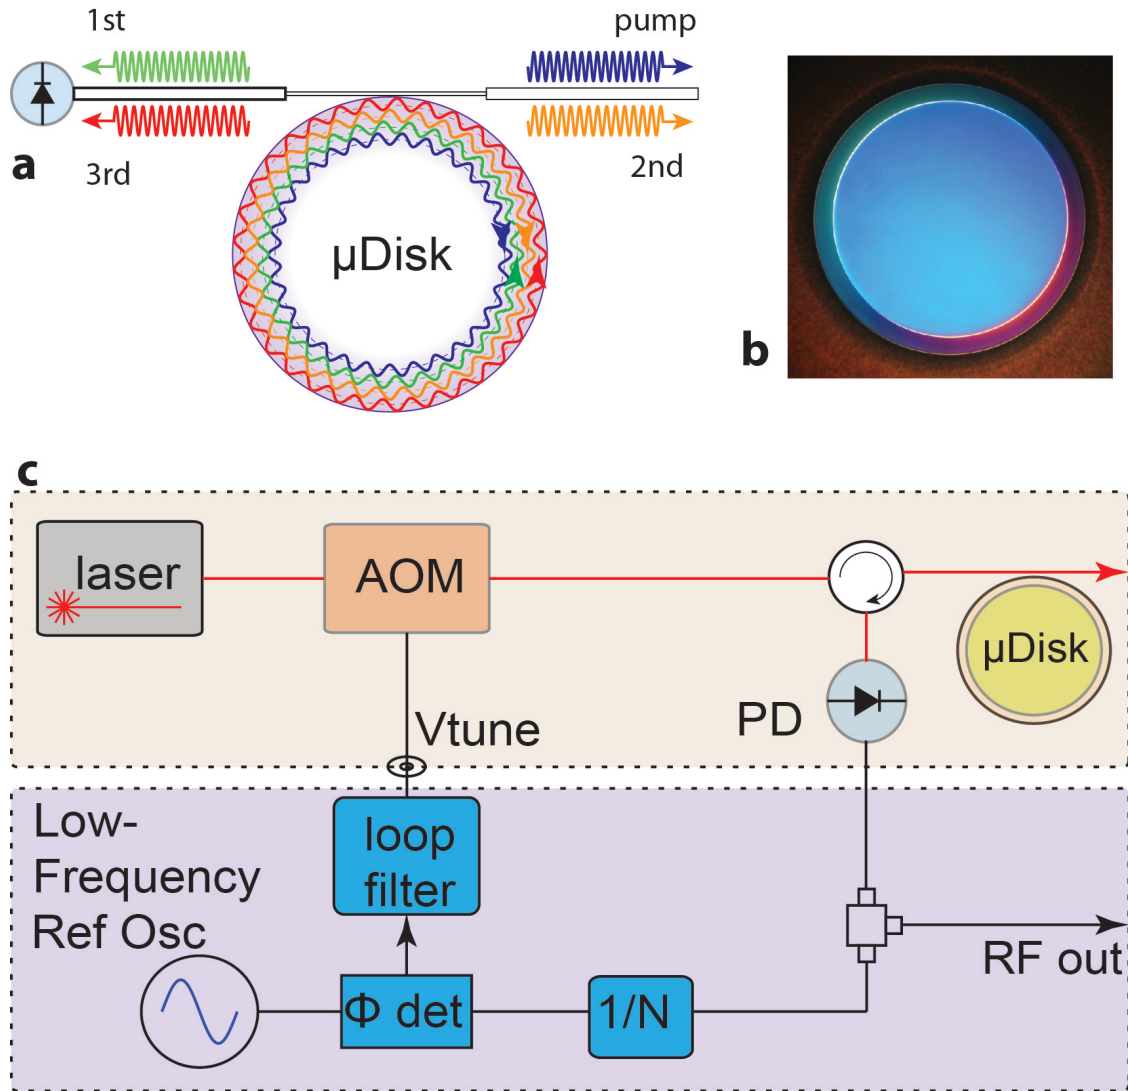 1st
pump
a
3rd
2nd
µDisk
b
c
laser
AOM
µDisk
PD
Vtune
Low-
Frequency
Ref Osc
loop
filter
RF out
Φ det
1/N